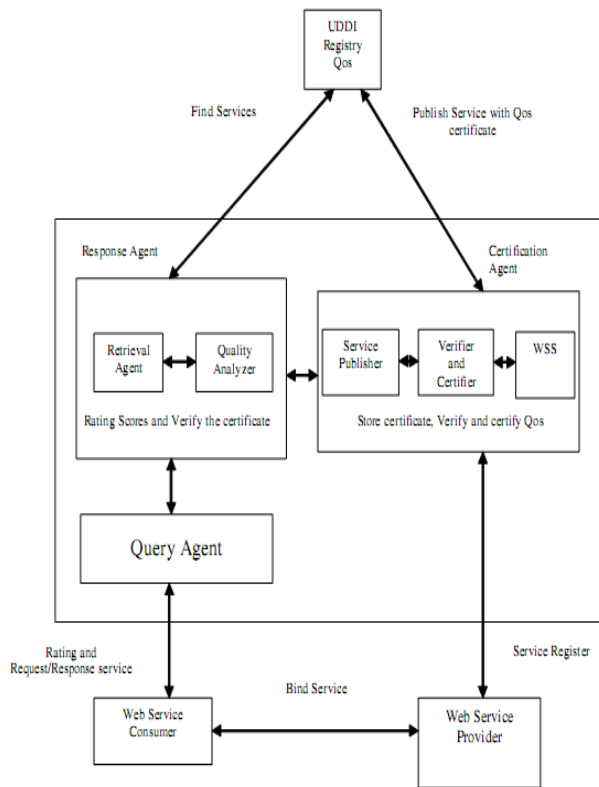 UDDI
Registry
Qos
Find Services
Publish Service with Qos
certificate
Response Agent
Certification
Agent
Retrieval
Agent
Quality
Analyzer
Service
Publisher
Verifier
and
Certifier
WSS
Rating Scores and Verify the certificate
Store certificate, Verify and certify Qos
Query Agent
Rating and
Request/Response service
Service Register
Bind Service
Web Service
Consumer
Web Service
Provider